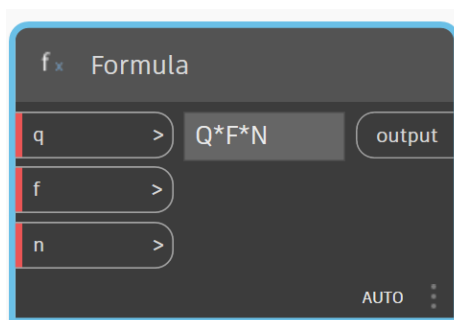 fx Formula
q > Q*F*N output
f >
n >
AUTO